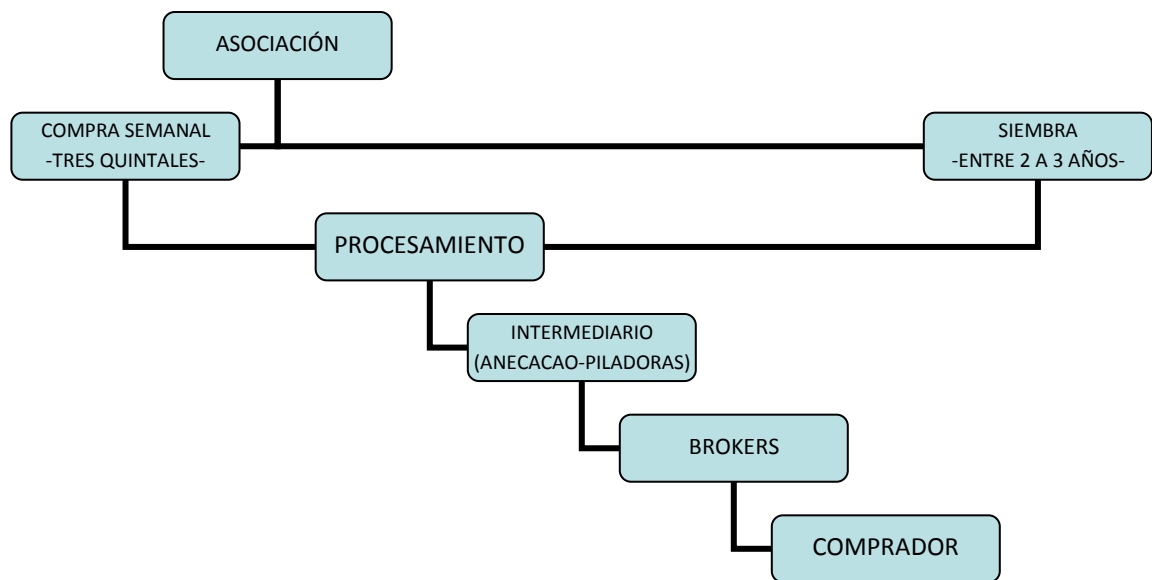 ASOCIACIÓN
COMPRA SEMANAL
-TRES QUINTALES-
SIEMBRA
-ENTRE 2 A 3 AÑOS-
PROCESAMIENTO
INTERMEDIARIO
(ANECACAO-PILADORAS)
BROKERS
COMPRADOR